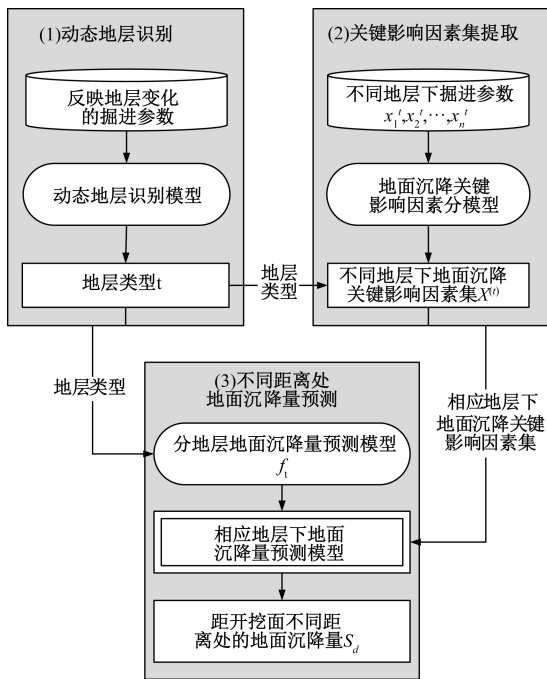 (1)动态地层识别
反映地层变化
的掘进参数
动态地层识别模型
地层类型t
地层
类型
(2)关键影响因素集提取
不同地层下掘进参数
x₁ᵗ,x₂ᵗ,⋯,xₙᵗ
地面沉降关键
影响因素分模型
不同地层下地面沉降
关键影响因素集X⁽ᵗ⁾
地层类型
相应地层下
地面沉降关键
影响因素集
(3)不同距离处
地面沉降量预测
分地层地面沉降量预测模型
fₜ
相应地层下地面
沉降量预测模型
距开挖面不同距
离处的地面沉降量S_d